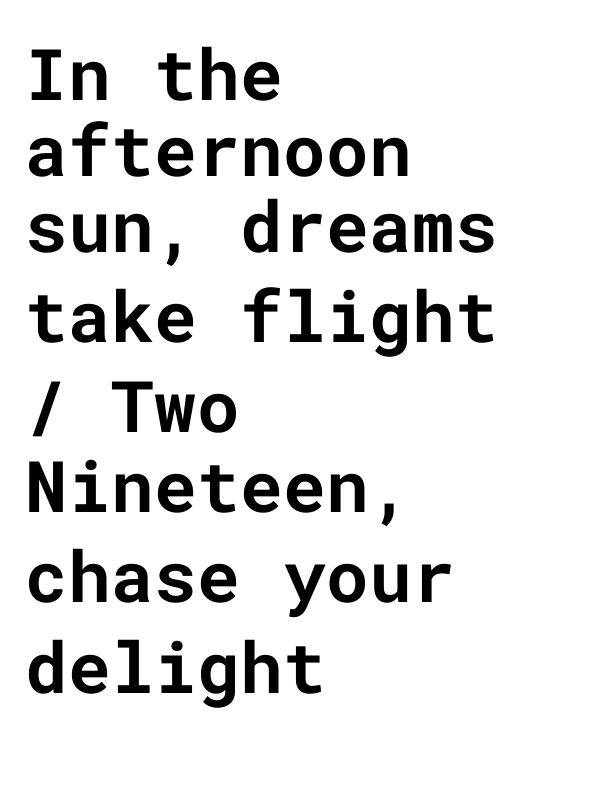 In the
afternoon
sun, dreams
take flight
/ Two
Nineteen,
chase your
delight